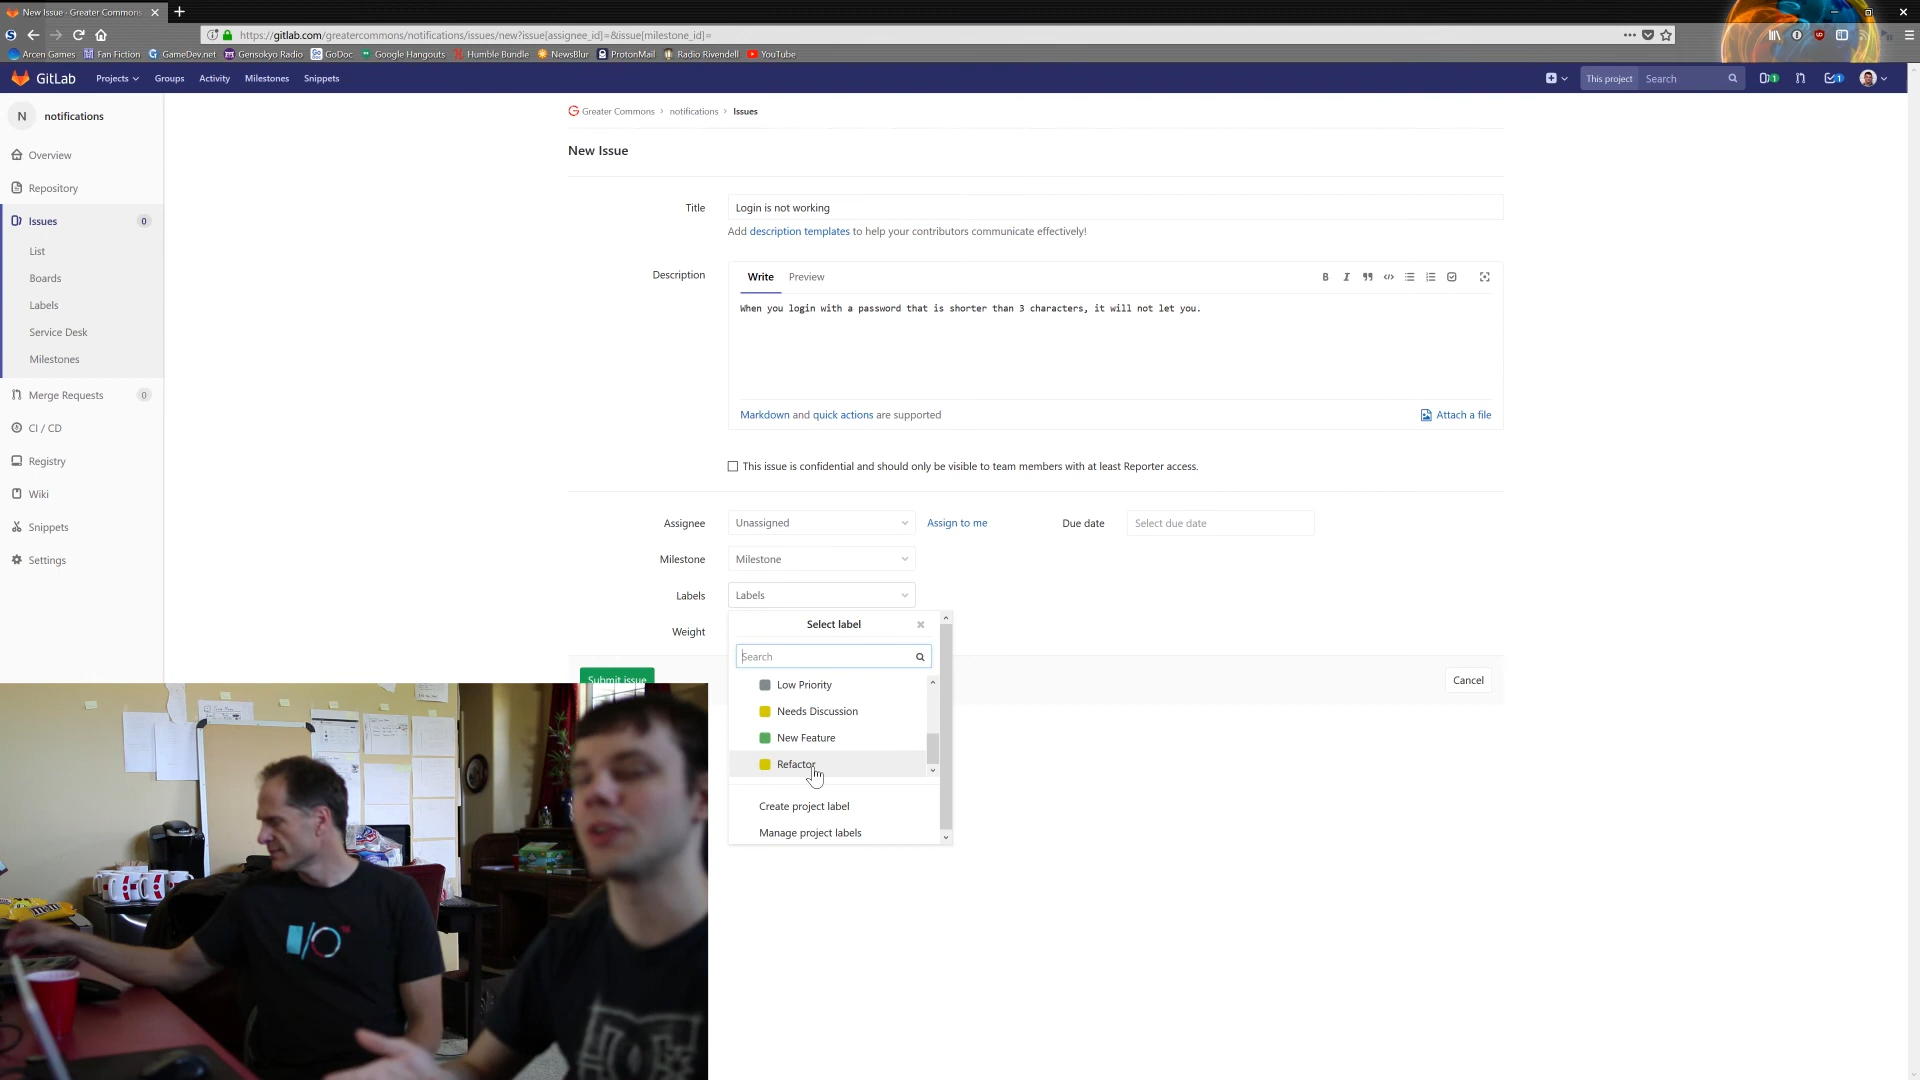 New Issue · Greater Commons
https://gitlab.com/greatercommons/notifications/issues/new?issue[assignee_id]=&issue[milestone_id]=
Arcen Games Fan Fiction GameDev.net Gensokyo Radio GoDoc Google Hangouts Humble Bundle NewsBlur ProtonMail Radio Rivendell YouTube
GitLab Projects Groups Activity Milestones Snippets This project Search 1 1
N notifications
Overview
Repository
Issues 0
List
Boards
Labels
Service Desk
Milestones
Merge Requests 0
CI / CD
Registry
Wiki
Snippets
Settings
Greater Commons > notifications > Issues
New Issue
Title Login is not working
Add description templates to help your contributors communicate effectively!
Description Write Preview
When you login with a password that is shorter than 3 characters, it will not let you.
Markdown and quick actions are supported Attach a file
This issue is confidential and should only be visible to team members with at least Reporter access.
Assignee Unassigned Assign to me Due date Select due date
Milestone Milestone
Labels Labels
Weight
Select label
Search
Low Priority
Needs Discussion
New Feature
Refactor
Create project label
Manage project labels
Submit issue Cancel
I/O